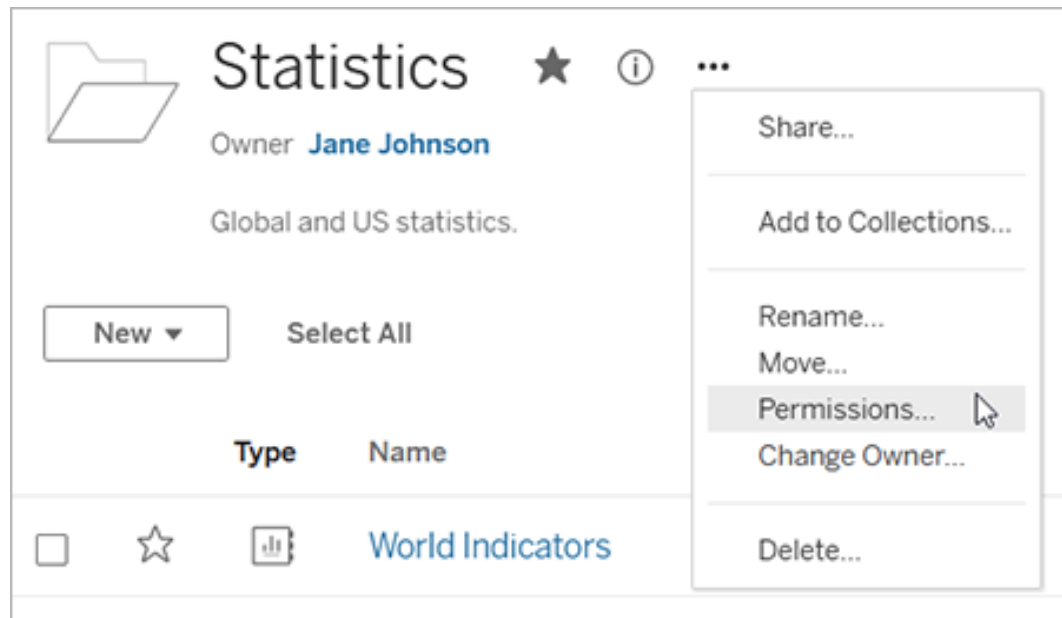 Statistics
Owner Jane Johnson
Global and US statistics.
Share...
Add to Collections...
Rename...
Move...
Permissions...
Change Owner...
Delete...
New
Select All
Type Name
World Indicators